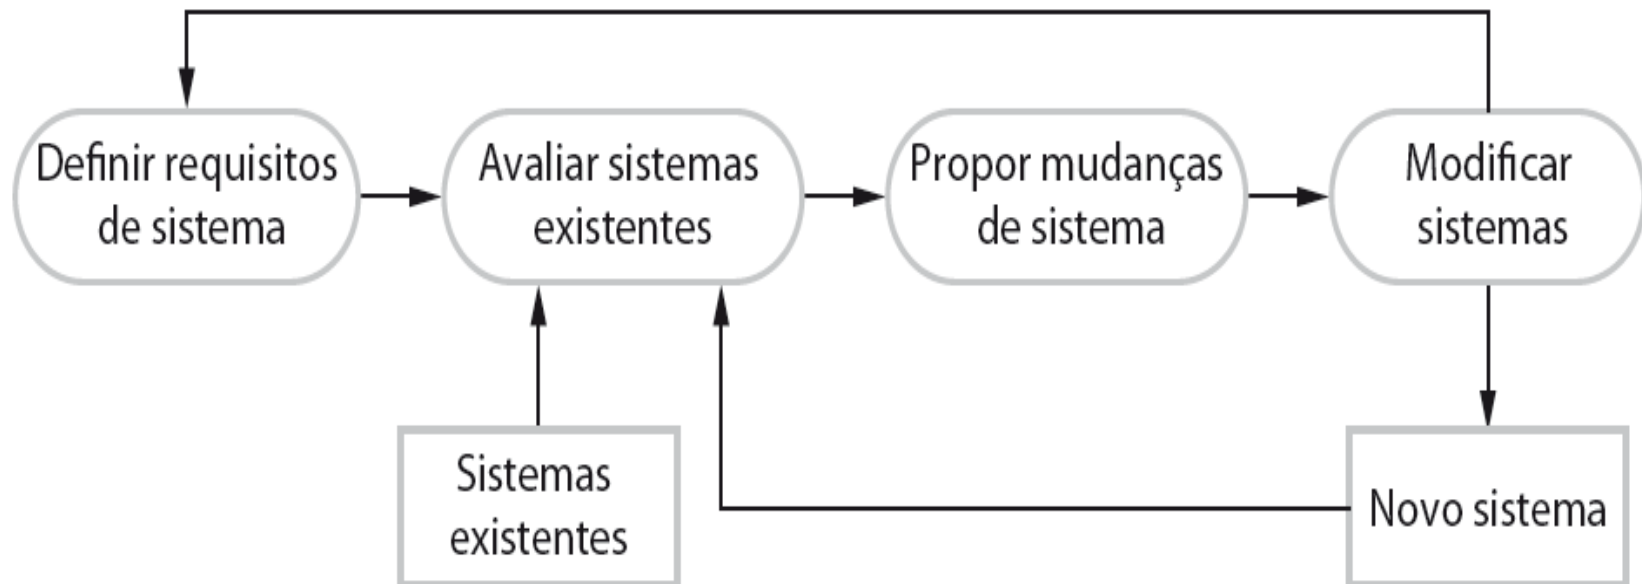 Definir requisitos
de sistema
Avaliar sistemas
existentes
Propor mudanças
de sistema
Modificar
sistemas
Sistemas
existentes
Novo sistema